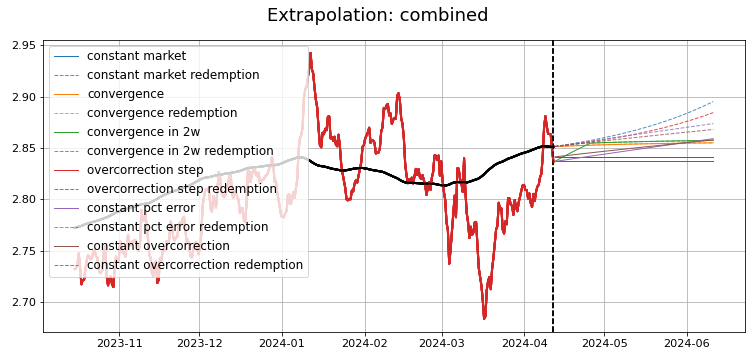 Extrapolation: combined
2.95
2.90
2.85
2.80
2.75
2.70
constant market
constant market redemption
convergence
convergence redemption
convergence in 2w
convergence in 2w redemption
overcorrection step
overcorrection step redemption
constant pct error
constant pct error redemption
constant overcorrection
constant overcorrection redemption
2023-11 2023-12 2024-01 2024-02 2024-03 2024-04 2024-05 2024-06